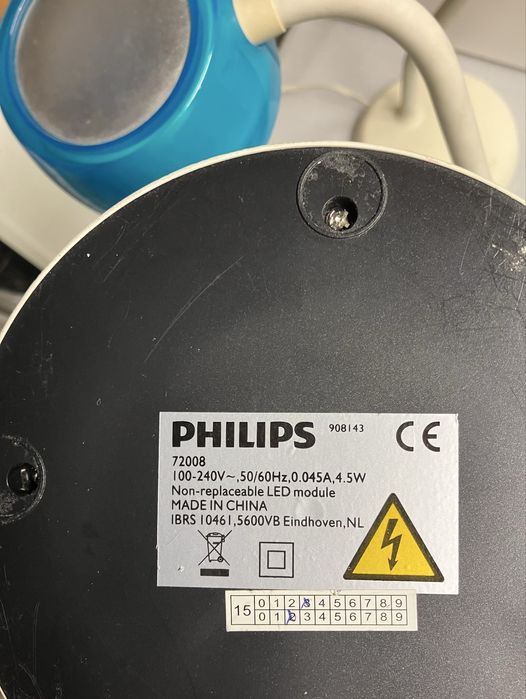 PHILIPS 908143 CE
72008
100-240V~,50/60Hz,0.045A,4.5W
Non-replaceable LED module
MADE IN CHINA
IBRS 10461,5600VB Eindhoven,NL
15 0 1 2 3 4 5 6 7 8 9
0 1 2 3 4 5 6 7 8 9